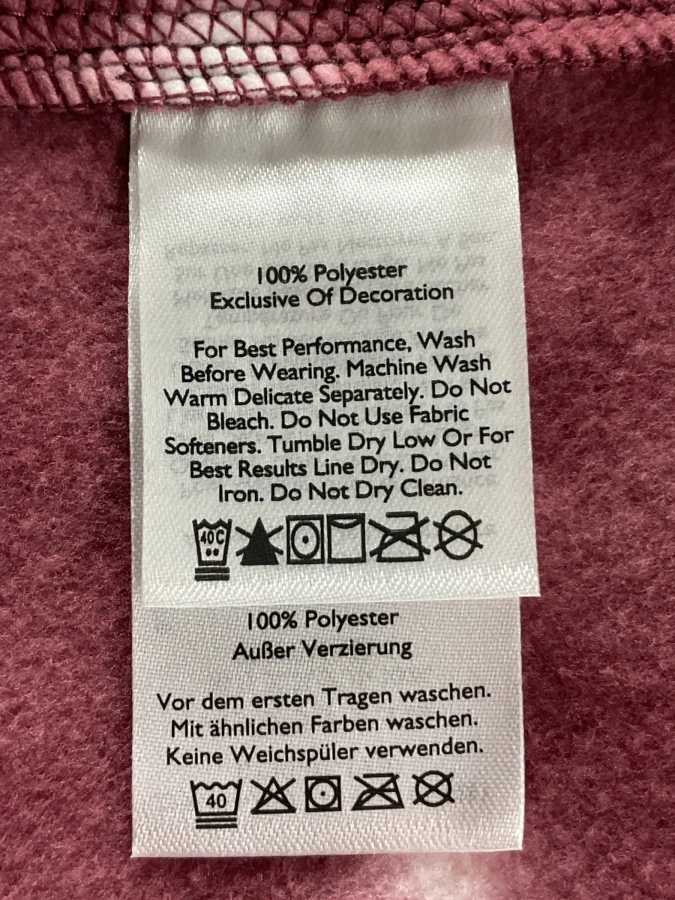 100% Polyester
Exclusive Of Decoration
For Best Performance, Wash
Before Wearing. Machine Wash
Warm Delicate Separately. Do Not
Bleach. Do Not Use Fabric
Softeners. Tumble Dry Low Or For
Best Results Line Dry. Do Not
Iron. Do Not Dry Clean.
40C
100% Polyester
Außer Verzierung
Vor dem ersten Tragen waschen.
Mit ähnlichen Farben waschen.
Keine Weichspüler verwenden.
40